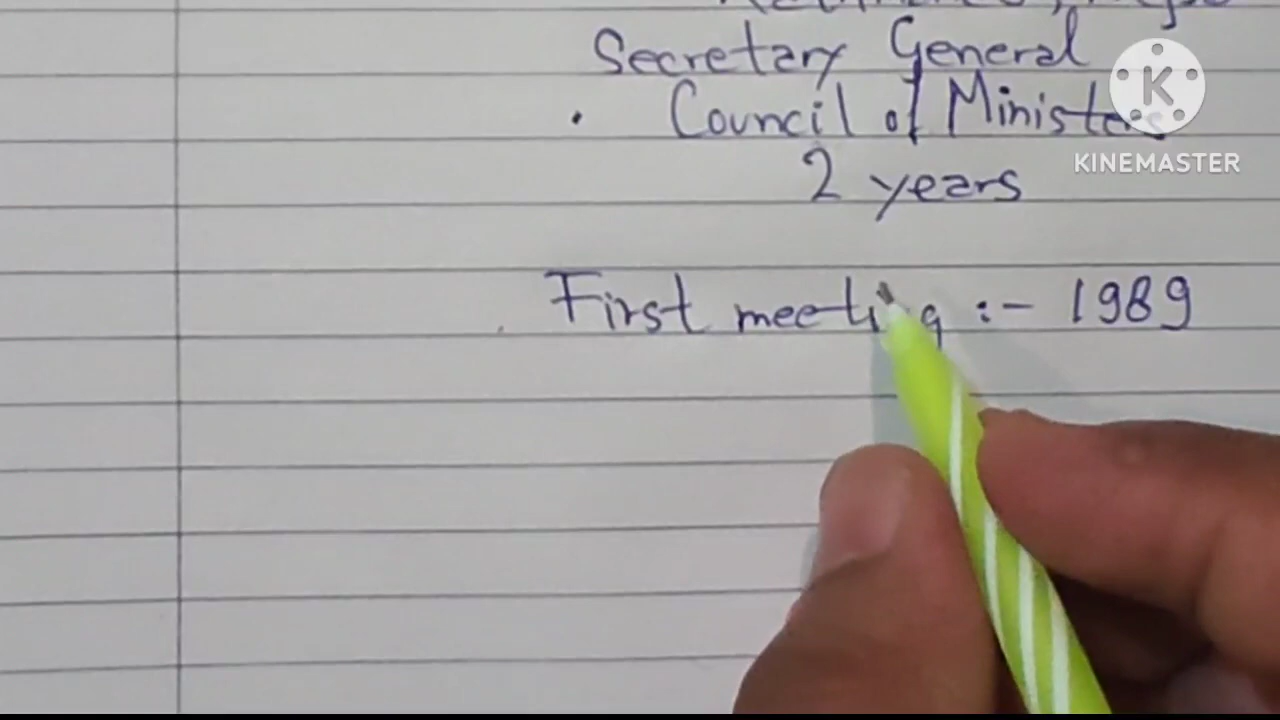 Secretary General
. Council of Ministers
2 years
First meeting :- 1989
KINEMASTER